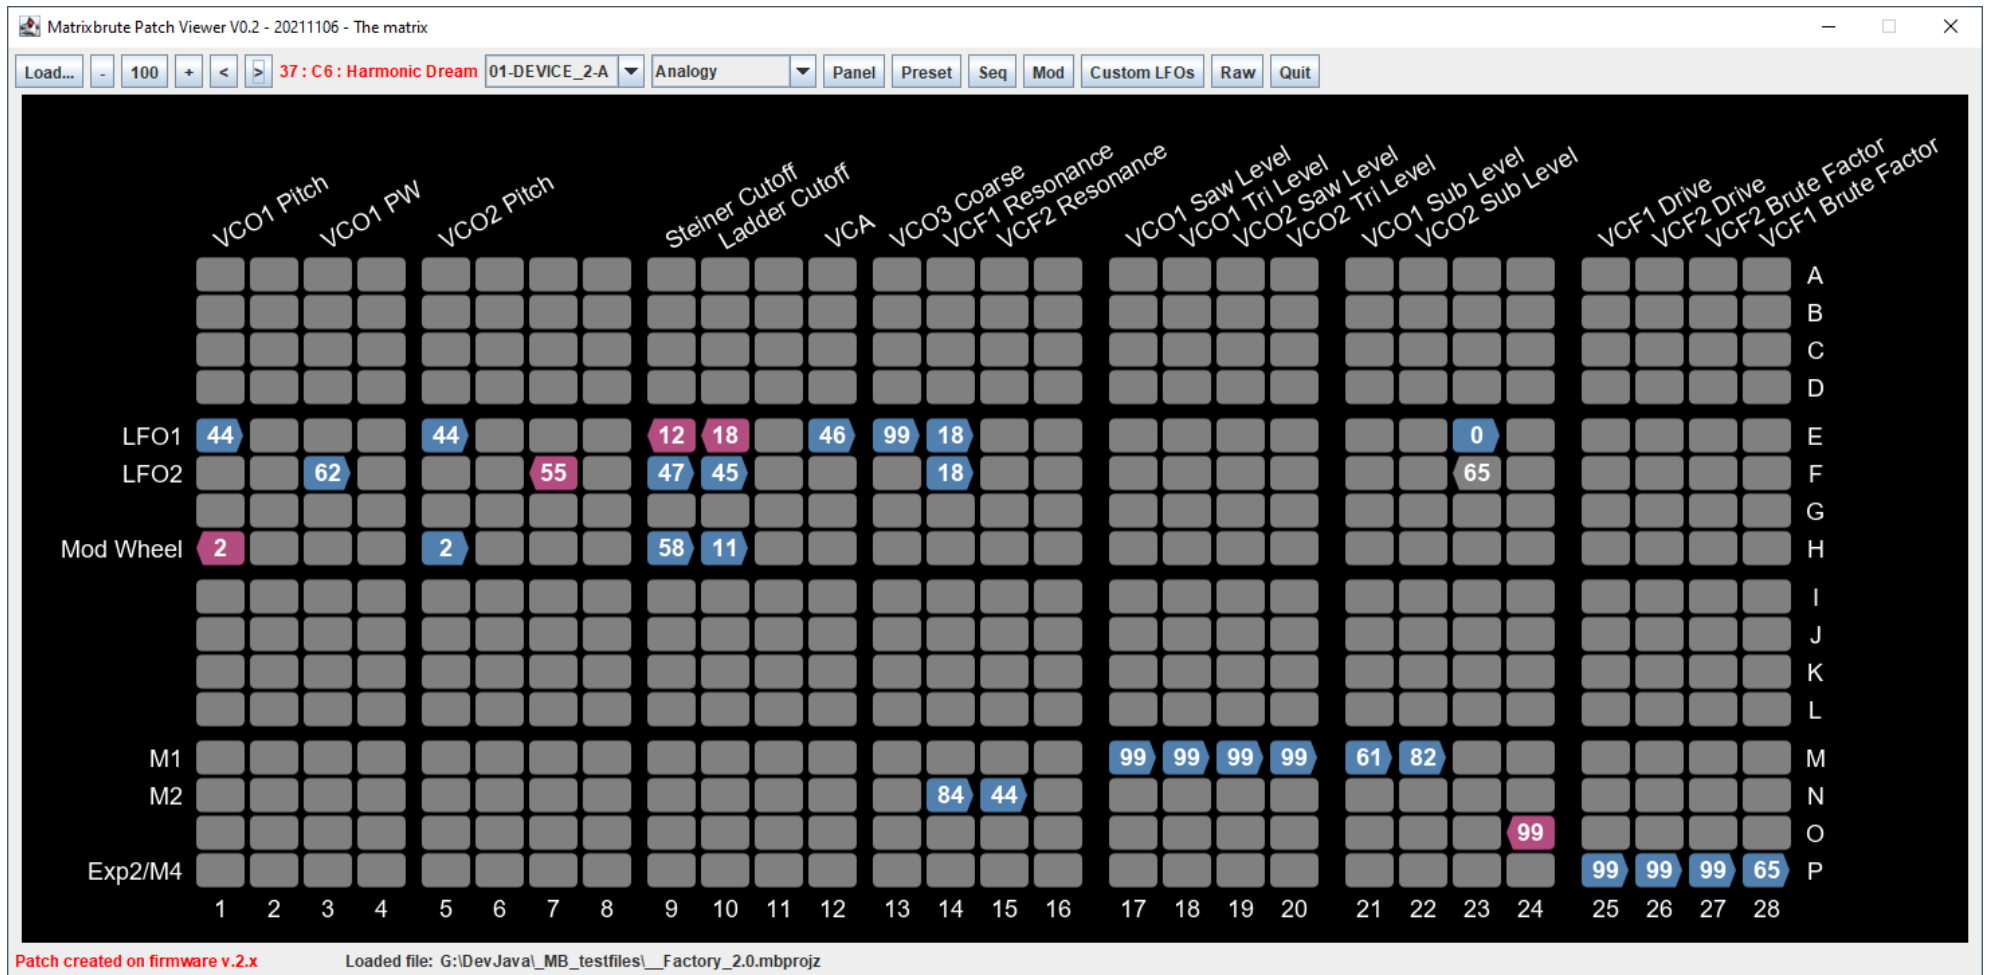 Matrixbrute Patch Viewer V0.2 - 20211106 - The matrix
Load... - 100 + < > 37 : C6 : Harmonic Dream 01-DEVICE_2-A Analogy Panel Preset Seq Mod Custom LFOs Raw Quit
VCO1 Pitch VCO1 PW VCO2 Pitch Steiner Cutoff Ladder Cutoff VCA VCO3 Coarse VCF1 Resonance VCF2 Resonance VCO1 Saw Level VCO1 Tri Level VCO2 Saw Level VCO2 Tri Level VCO1 Sub Level VCO2 Sub Level VCF1 Drive VCF2 Drive VCF2 Brute Factor VCF1 Brute Factor
A
B
C
D
LFO1 44 44 12 18 46 99 18 0 E
LFO2 62 55 47 45 18 65 F
G
Mod Wheel 2 2 58 11 H
I
J
K
L
M1 99 99 99 99 61 82 M
M2 84 44 N
99 O
Exp2/M4 99 99 99 65 P
1 2 3 4 5 6 7 8 9 10 11 12 13 14 15 16 17 18 19 20 21 22 23 24 25 26 27 28
Patch created on firmware v.2.x Loaded file: G:\DevJava\_MB_testfiles\__Factory_2.0.mbprojz